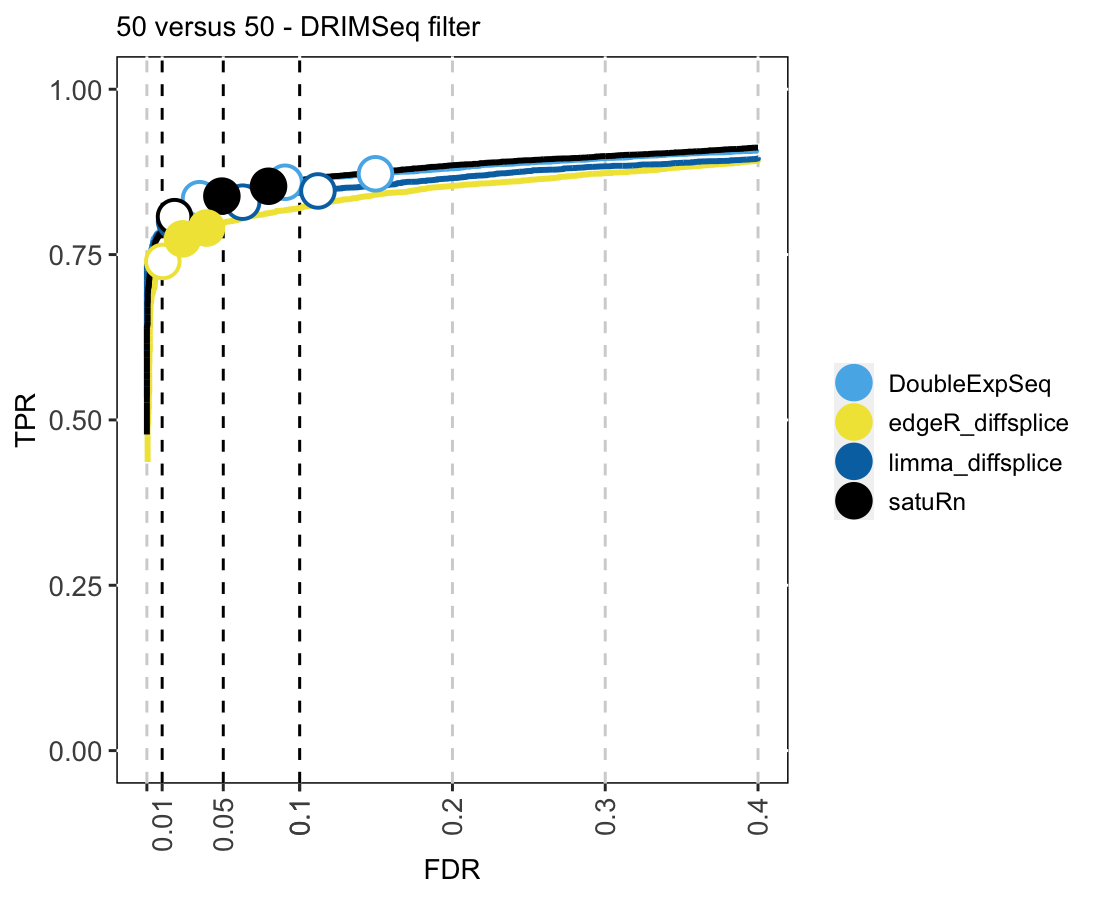 50 versus 50 - DRIMSeq filter
1.00
0.75
0.50
0.25
0.00
TPR
0.01
0.05
0.1
0.2
0.3
0.4
FDR
DoubleExpSeq
edgeR_diffsplice
limma_diffsplice
satuRn